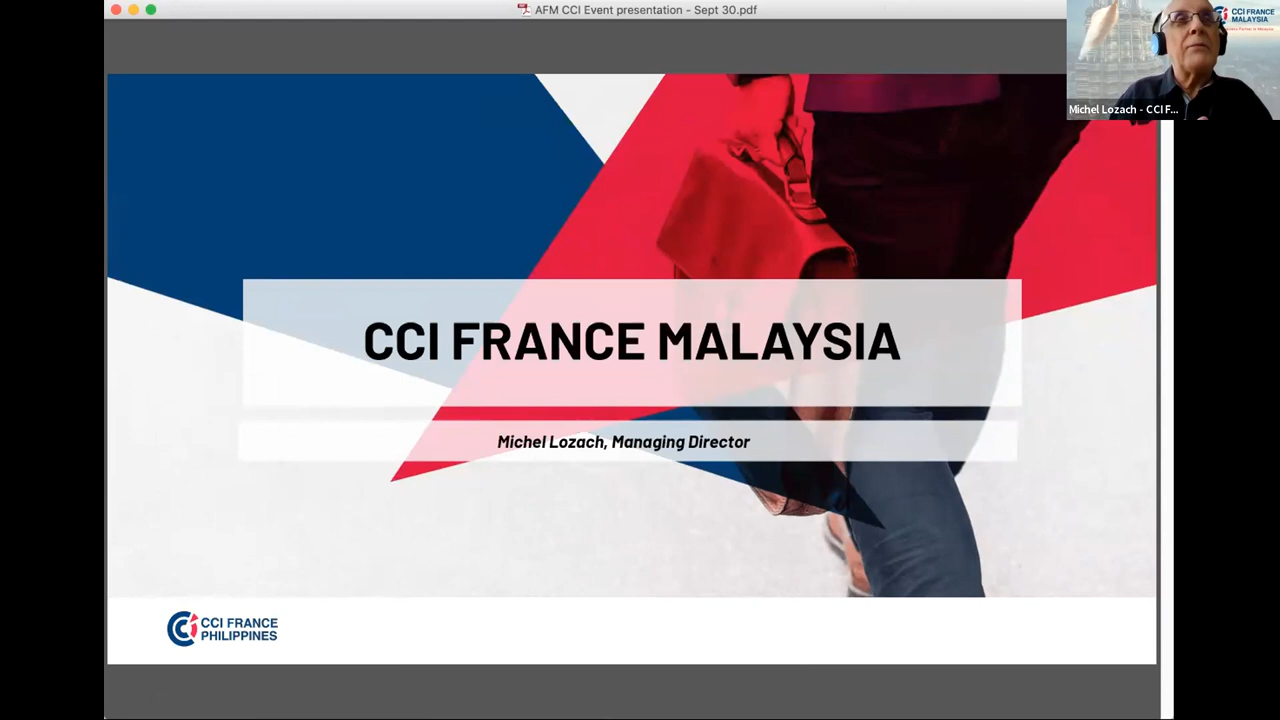 AFM CCI Event presentation - Sept 30.pdf
CCI FRANCE
MALAYSIA
Michel Lozach - CCI F...
CCI FRANCE MALAYSIA
Michel Lozach, Managing Director
CCI FRANCE
PHILIPPINES